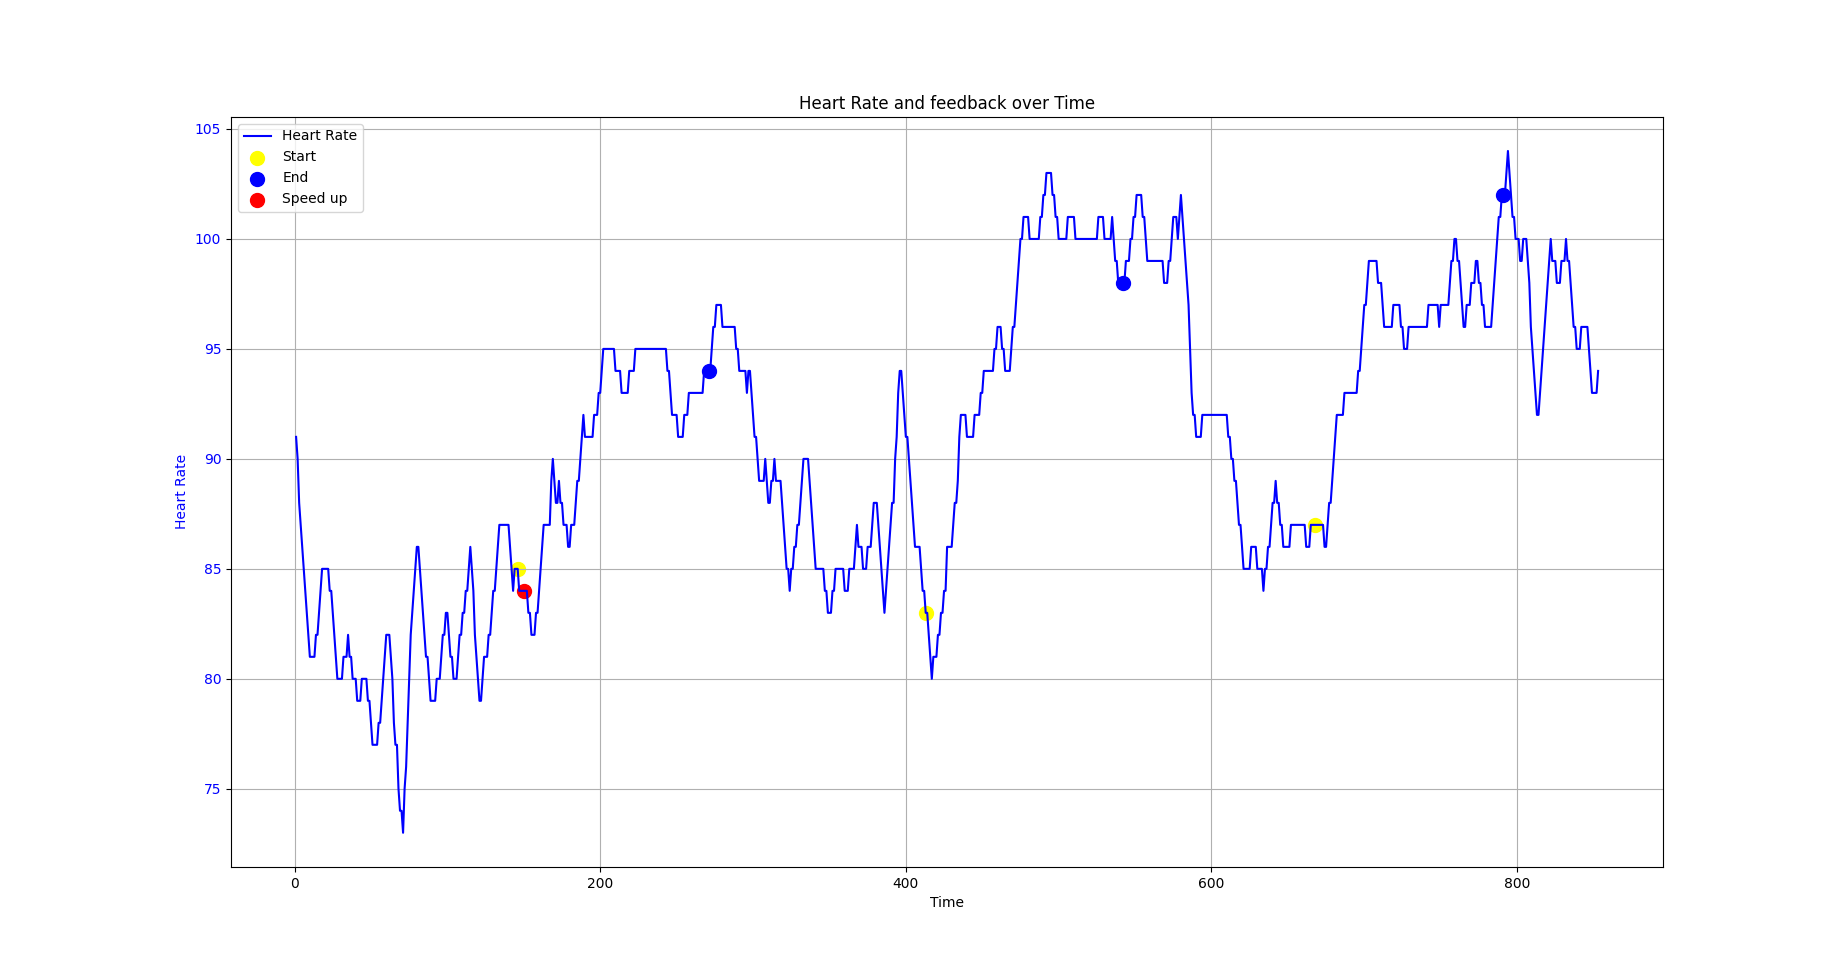 Heart Rate and feedback over Time
Heart Rate
Start
End
Speed up
105
100
95
90
85
80
75
Heart Rate
0 200 400 600 800
Time